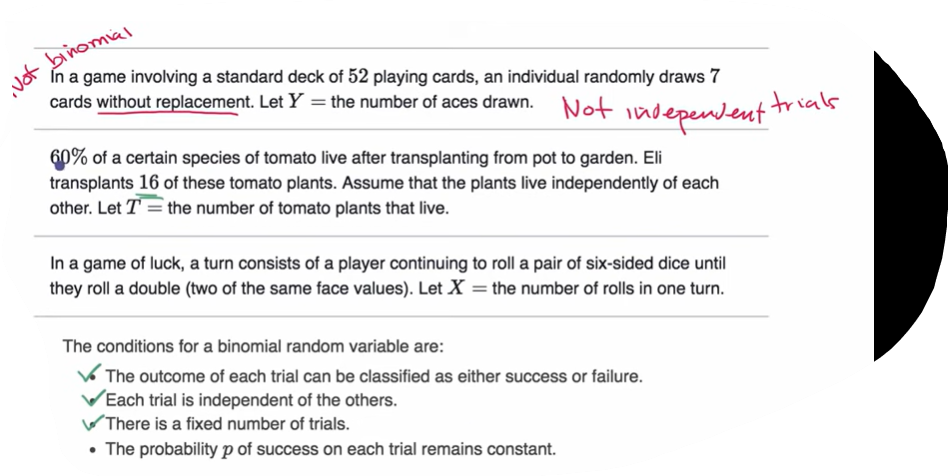 Not binomial
In a game involving a standard deck of 52 playing cards, an individual randomly draws 7
cards without replacement. Let Y = the number of aces drawn.
Not independent trials
60% of a certain species of tomato live after transplanting from pot to garden. Eli
transplants 16 of these tomato plants. Assume that the plants live independently of each
other. Let T = the number of tomato plants that live.
In a game of luck, a turn consists of a player continuing to roll a pair of six-sided dice until
they roll a double (two of the same face values). Let X = the number of rolls in one turn.
The conditions for a binomial random variable are:
✓ The outcome of each trial can be classified as either success or failure.
✓ Each trial is independent of the others.
✓ There is a fixed number of trials.
• The probability p of success on each trial remains constant.